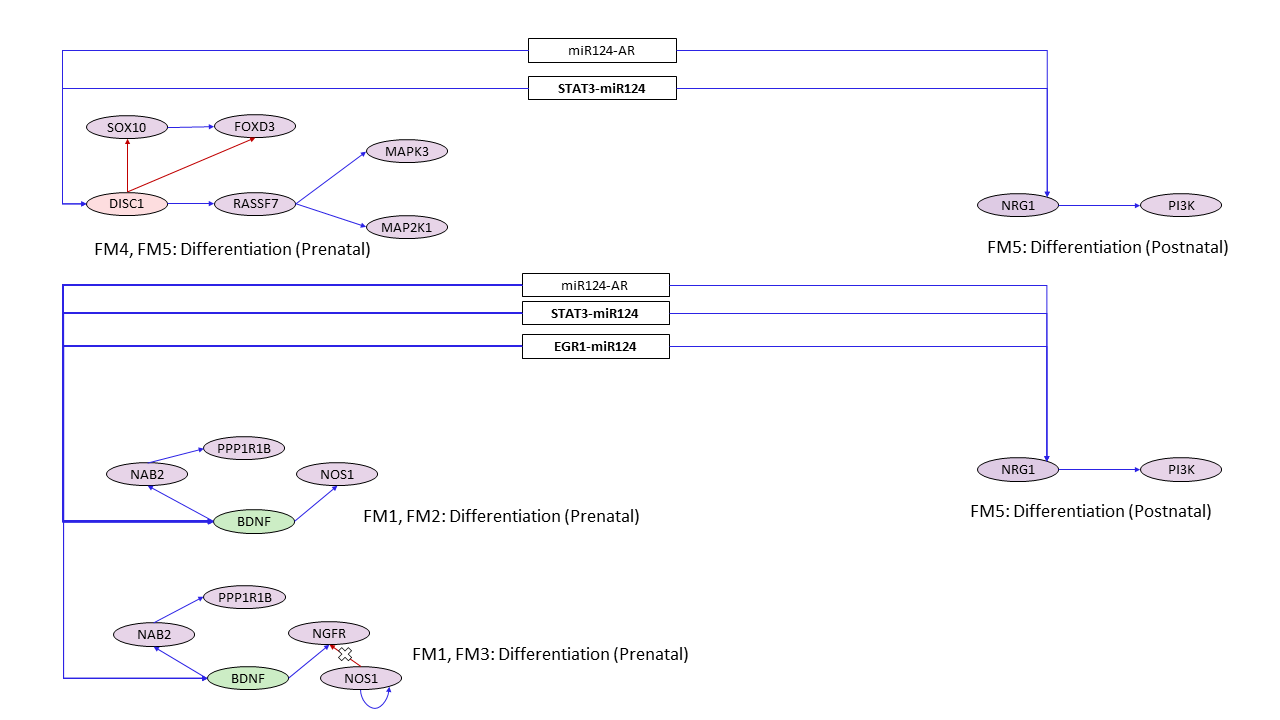 miR124-AR
STAT3-miR124
SOX10
FOXD3
MAPK3
DISC1
RASSF7
MAP2K1
NRG1
PI3K
FM4, FM5: Differentiation (Prenatal)
FM5: Differentiation (Postnatal)
miR124-AR
STAT3-miR124
EGR1-miR124
PPP1R1B
NAB2
NOS1
NRG1
PI3K
BDNF
FM1, FM2: Differentiation (Prenatal)
FM5: Differentiation (Postnatal)
PPP1R1B
NAB2
NGFR
FM1, FM3: Differentiation (Prenatal)
BDNF
NOS1